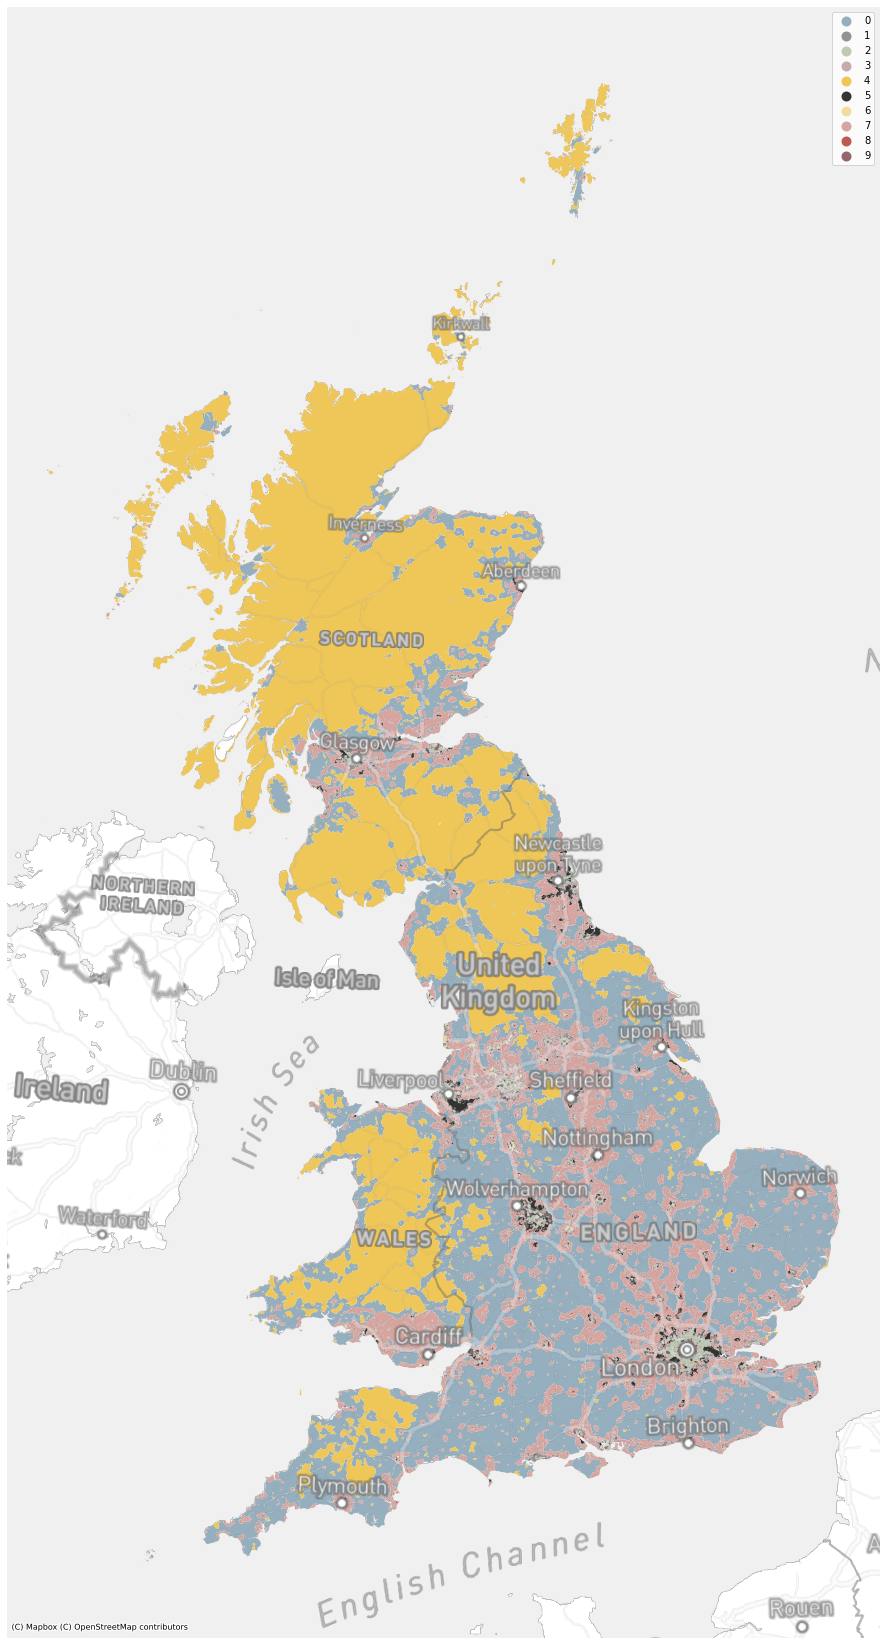 0
1
2
3
4
5
6
7
8
9
Kirkwall
Inverness
Aberdeen
SCOTLAND
N
Glasgow
Newcastle
upon Tyne
NORTHERN
IRELAND
United
Kingdom
Isle of Man
Kingston
upon Hull
Irish Sea
Dublin
Ireland
Liverpool
Sheffield
Nottingham
Norwich
Wolverhampton
Waterford
WALES
ENGLAND
Cardiff
London
Brighton
Plymouth
English Channel
Rouen
(C) Mapbox (C) OpenStreetMap contributors